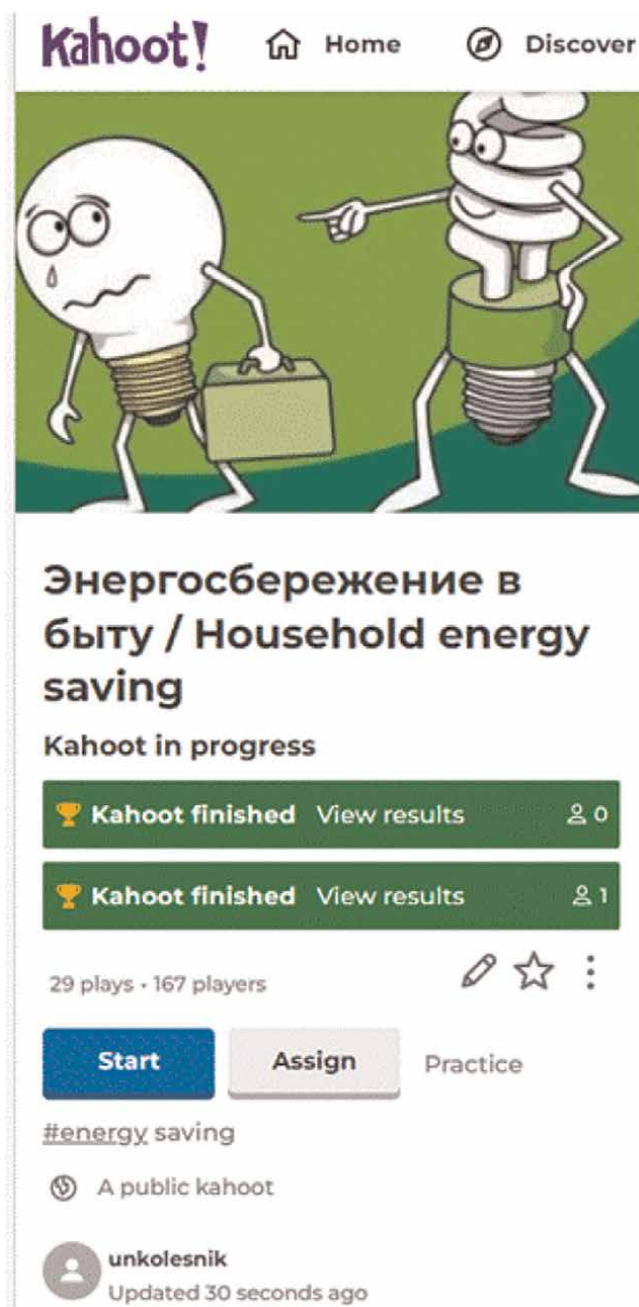 Kahoot! Home Discover
Энергосбережение в
быту / Household energy
saving
Kahoot in progress
Kahoot finished View results 0
Kahoot finished View results 1
29 plays • 167 players
Start Assign Practice
#energy saving
A public kahoot
unkolesnik
Updated 30 seconds ago